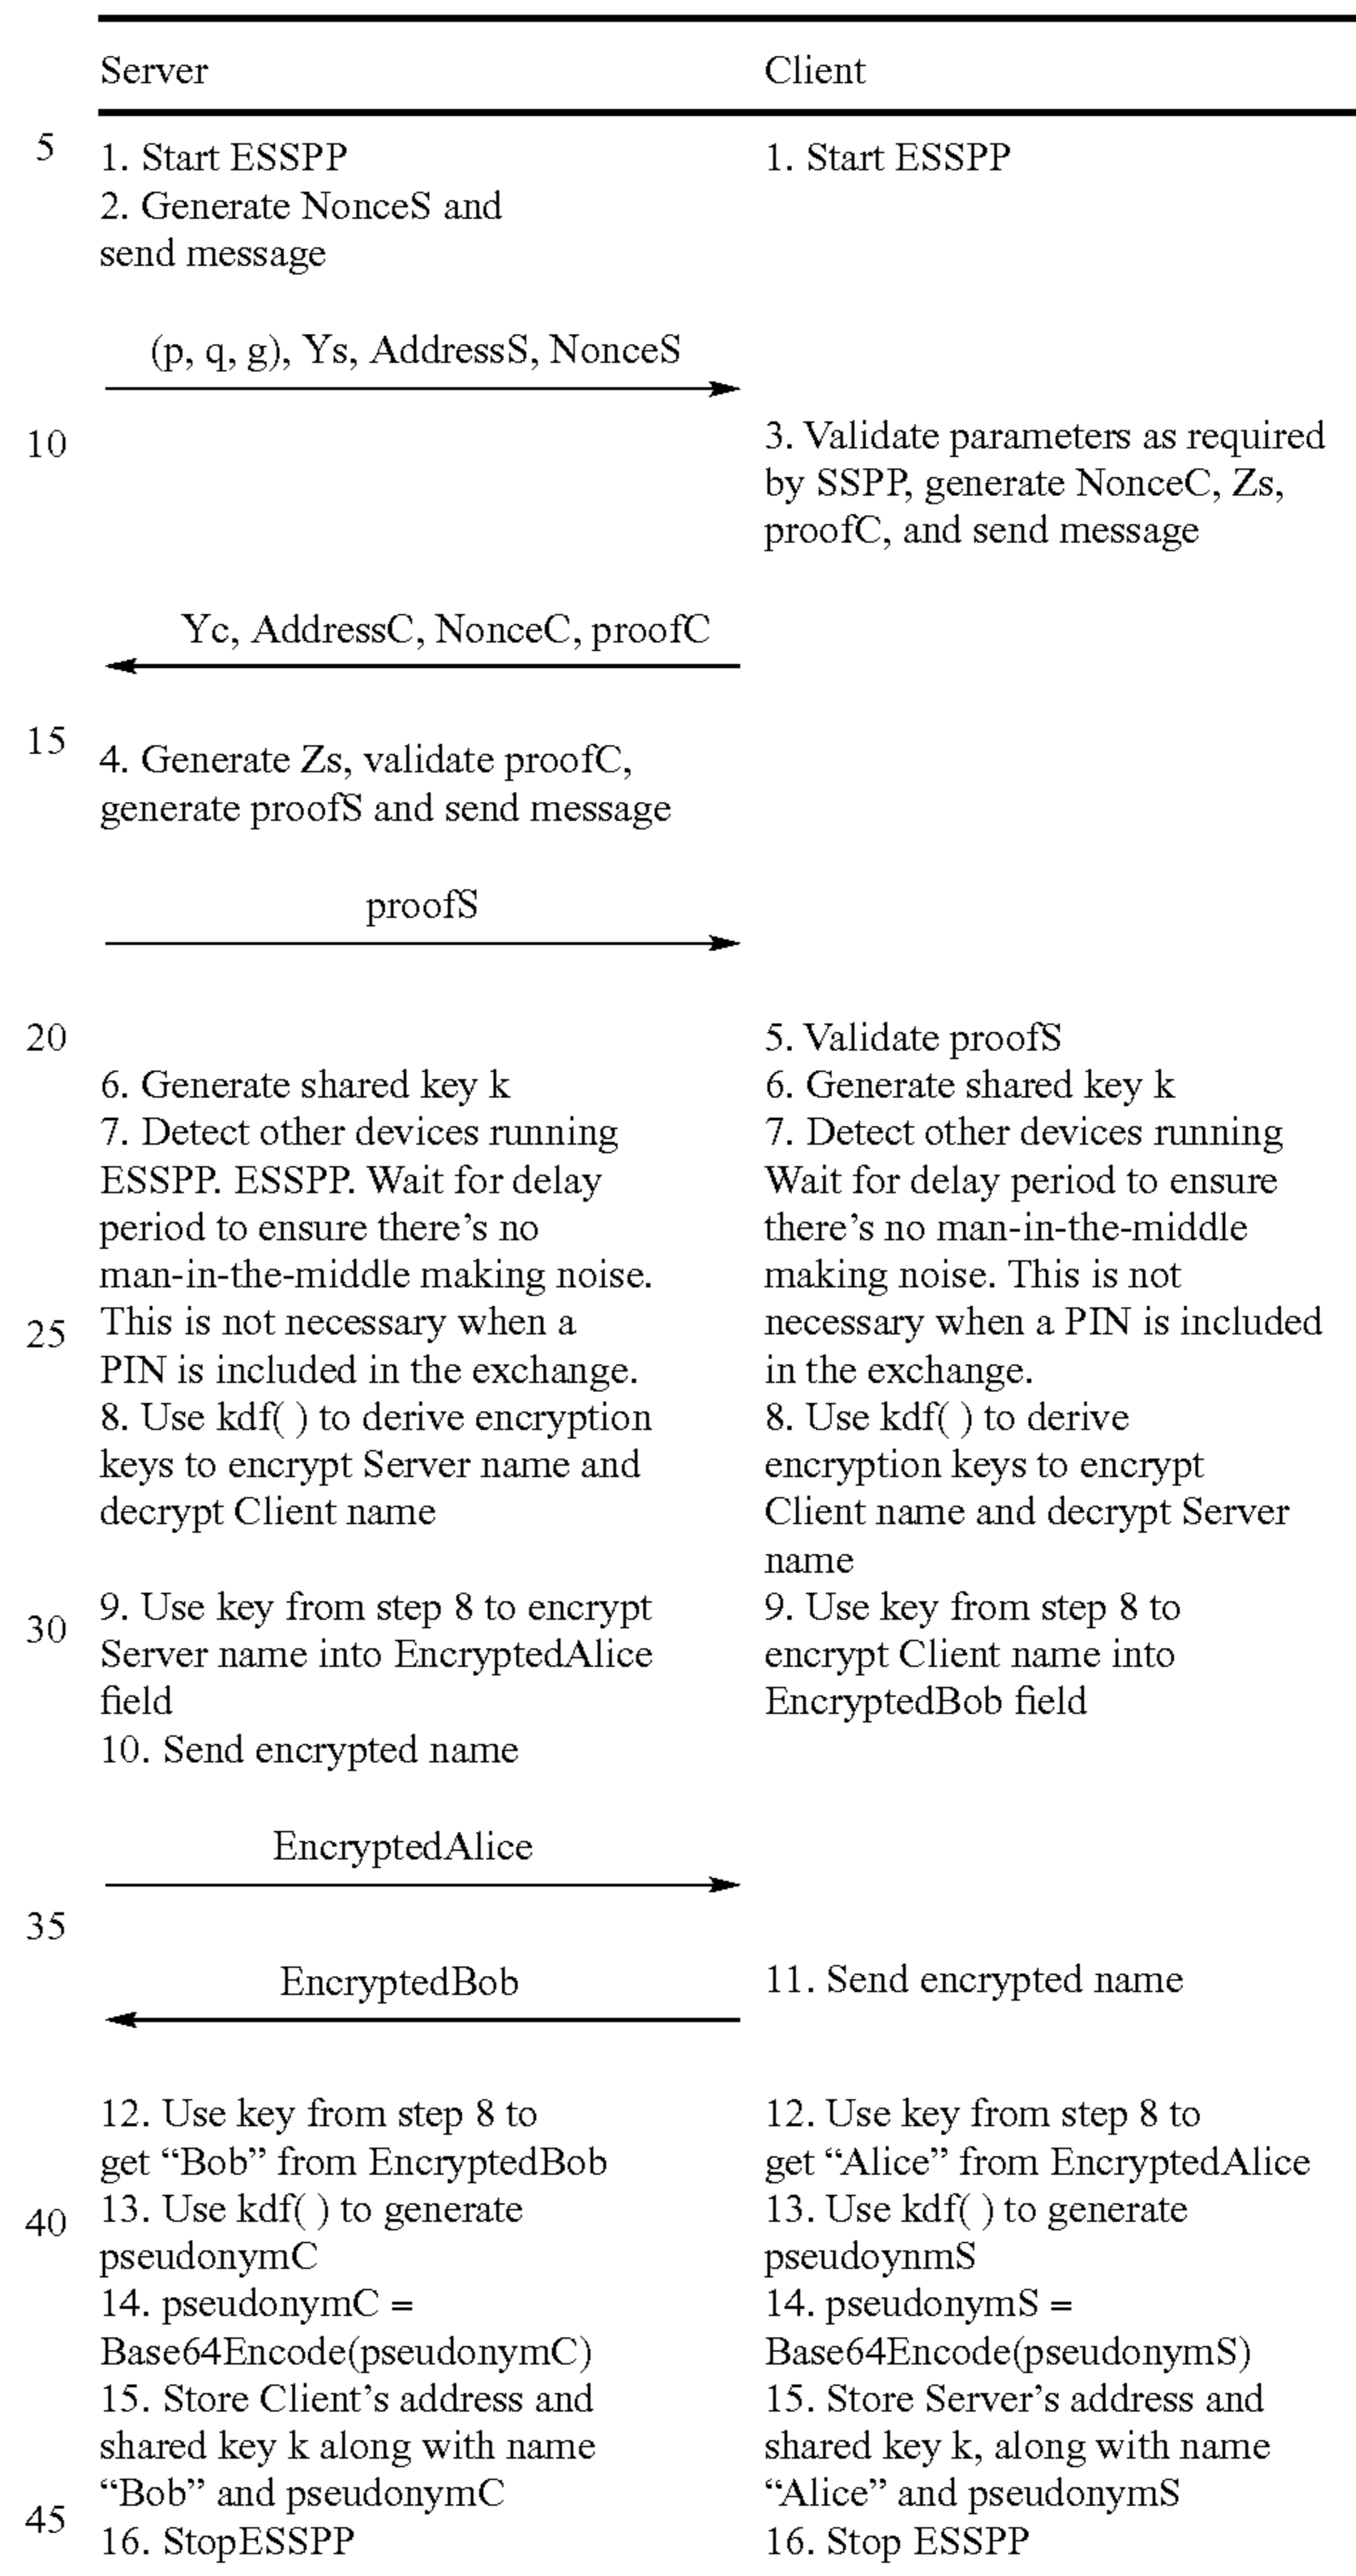 Server Client
5 1. Start ESSPP 1. Start ESSPP
2. Generate NonceS and
send message
(p, q, g), Ys, AddressS, NonceS
10 3. Validate parameters as required
by SSPP, generate NonceC, Zs,
proofC, and send message
Yc, AddressC, NonceC, proofC
15 4. Generate Zs, validate proofC,
generate proofS and send message
proofS
20 5. Validate proofS
6. Generate shared key k 6. Generate shared key k
7. Detect other devices running 7. Detect other devices running
ESSPP. ESSPP. Wait for delay Wait for delay period to ensure
period to ensure there's no there's no man-in-the-middle
man-in-the-middle making noise. making noise. This is not
25 This is not necessary when a necessary when a PIN is included
PIN is included in the exchange. in the exchange.
8. Use kdf( ) to derive encryption 8. Use kdf( ) to derive
keys to encrypt Server name and encryption keys to encrypt
decrypt Client name Client name and decrypt Server
name
30 9. Use key from step 8 to encrypt 9. Use key from step 8 to
Server name into EncryptedAlice encrypt Client name into
field EncryptedBob field
10. Send encrypted name
EncryptedAlice
35
EncryptedBob 11. Send encrypted name
12. Use key from step 8 to 12. Use key from step 8 to
get “Bob” from EncryptedBob get “Alice” from EncryptedAlice
40 13. Use kdf( ) to generate 13. Use kdf( ) to generate
pseudonymC pseudoynmS
14. pseudonymC = 14. pseudonymS =
Base64Encode(pseudonymC) Base64Encode(pseudonymS)
15. Store Client's address and 15. Store Server's address and
shared key k along with name shared key k, along with name
45 “Bob” and pseudonymC “Alice” and pseudonymS
16. StopESSPP 16. Stop ESSPP